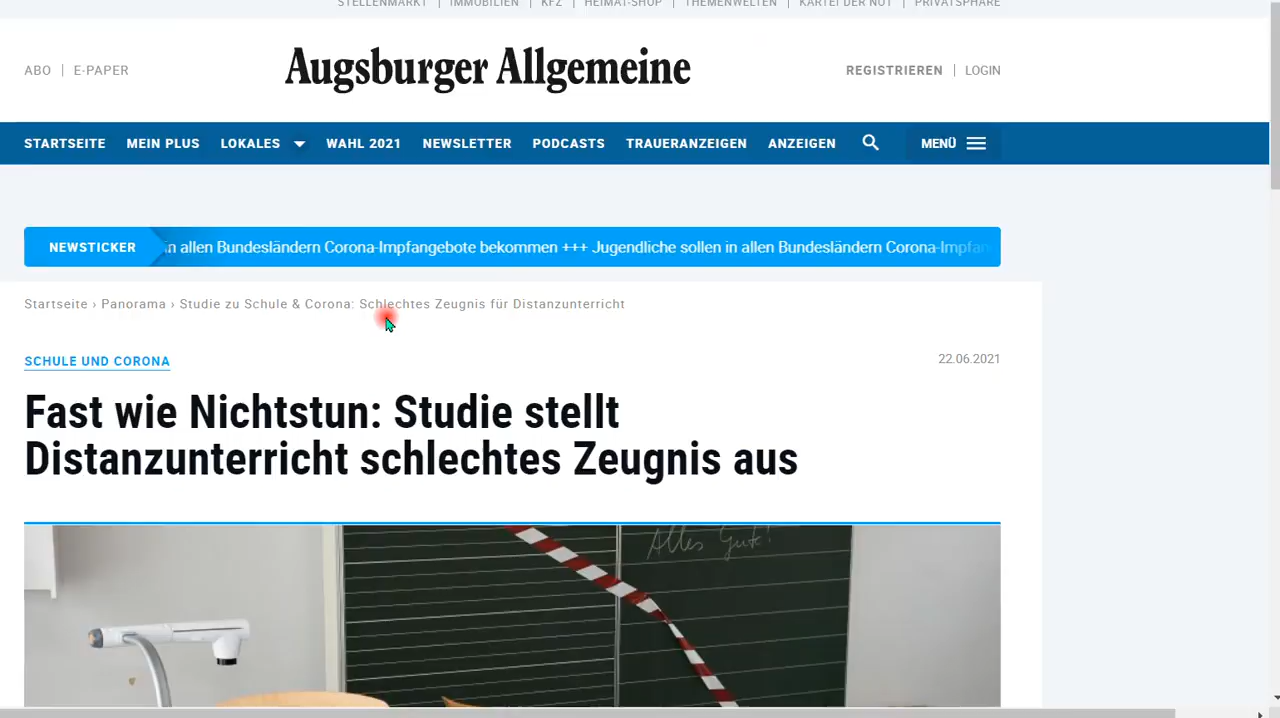 STELLENMARKT | IMMOBILIEN | KFZ | HEIMAT-SHOP | THEMENWELTEN | KARTEI DER NOT | PRIVATSPHÄRE
ABO | E-PAPER
Augsburger Allgemeine
REGISTRIEREN | LOGIN
STARTSEITE MEIN PLUS LOKALES WAHL 2021 NEWSLETTER PODCASTS TRAUERANZEIGEN ANZEIGEN MENÜ
NEWSTICKER in allen Bundesländern Corona-Impfangebote bekommen +++ Jugendliche sollen in allen Bundesländern Corona-Impfan
Startseite › Panorama › Studie zu Schule & Corona: Schlechtes Zeugnis für Distanzunterricht
SCHULE UND CORONA
22.06.2021
Fast wie Nichtstun: Studie stellt
Distanzunterricht schlechtes Zeugnis aus
Alles Gute!